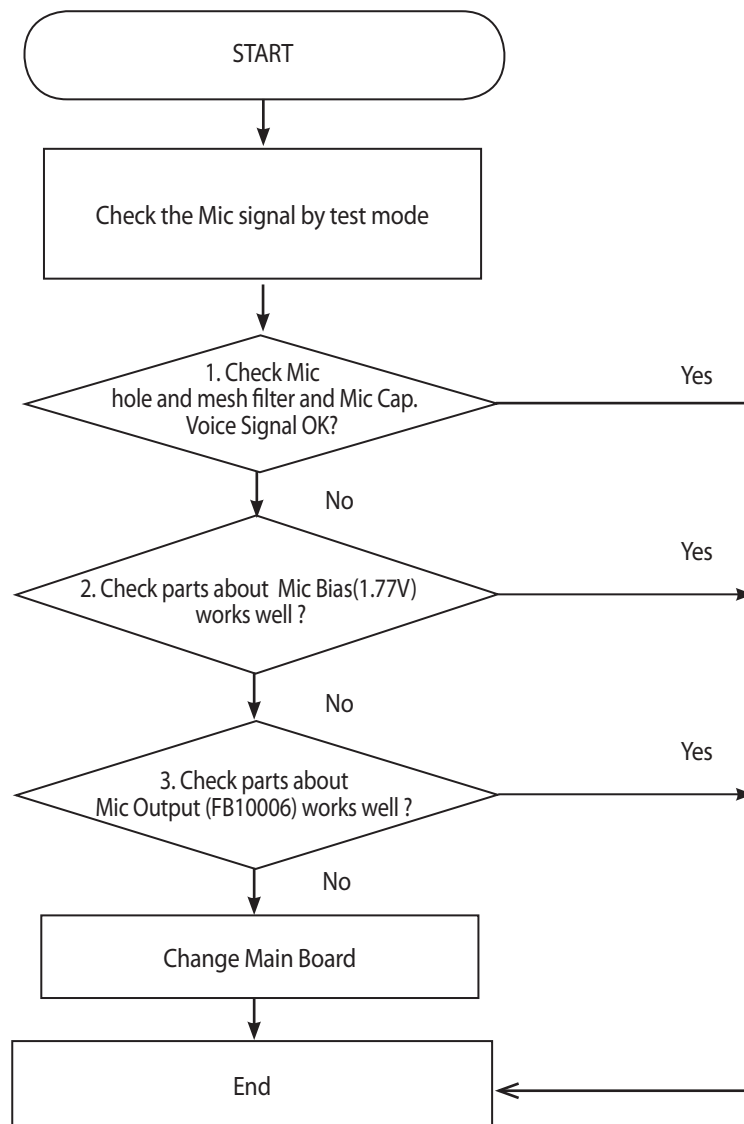 START
Check the Mic signal by test mode
1. Check Mic
hole and mesh filter and Mic Cap.
Voice Signal OK?
Yes
No
2. Check parts about Mic Bias(1.77V)
works well ?
Yes
No
3. Check parts about
Mic Output (FB10006) works well ?
Yes
No
Change Main Board
End